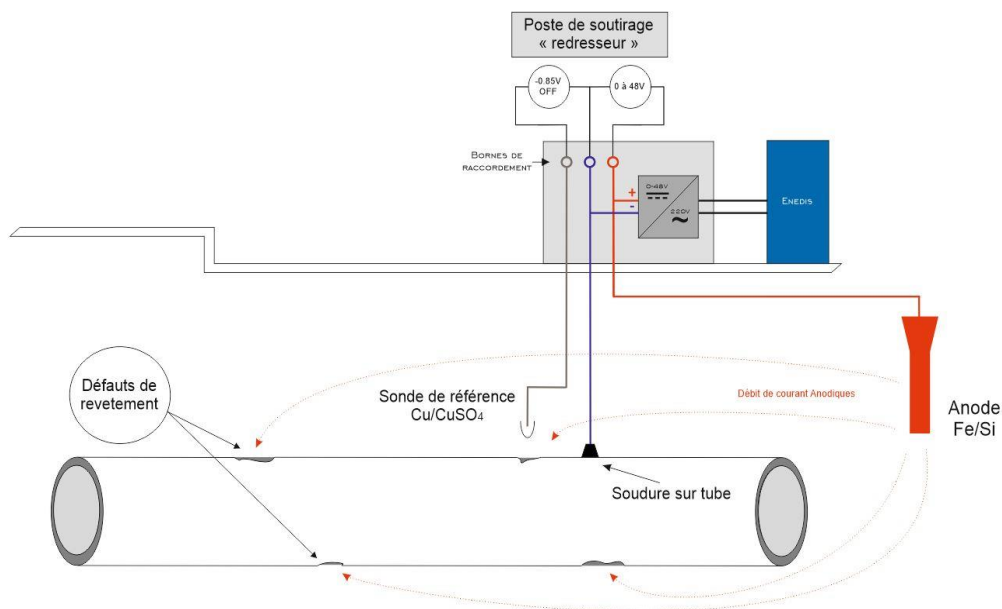 Poste de soutirage
« redresseur »
-0.85V
OFF
0 à 48V
Bornes de
raccordement
+
-
0-48V
220V
Enedis
Défauts de
revetement
Sonde de référence
Cu/CuSO4
Débit de courant Anodiques
Anode
Fe/Si
Soudure sur tube